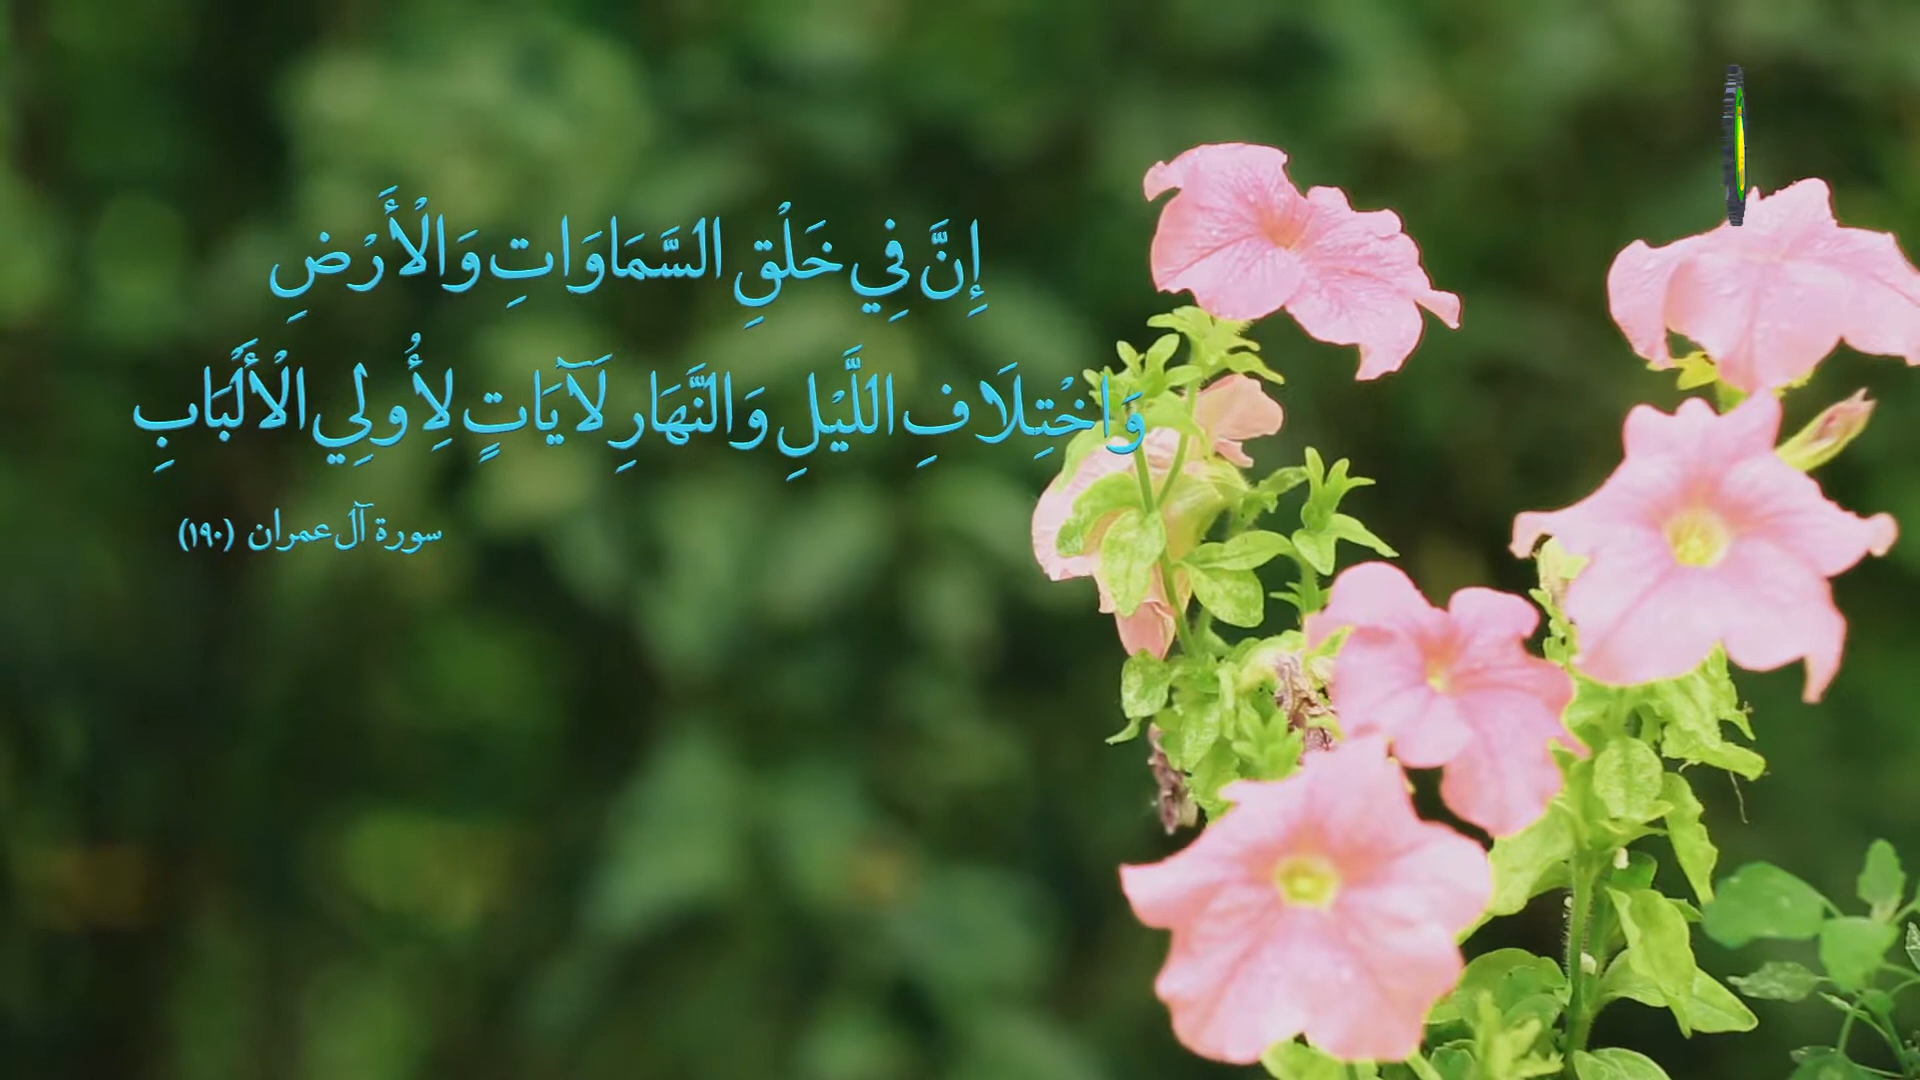 إِنَّ فِي خَلْقِ السَّمَاوَاتِ وَالْأَرْضِ
وَاخْتِلَافِ اللَّيْلِ وَالنَّهَارِ لَآيَاتٍ لِأُولِي الْأَلْبَابِ
سورة آل عمران (١٩٠)